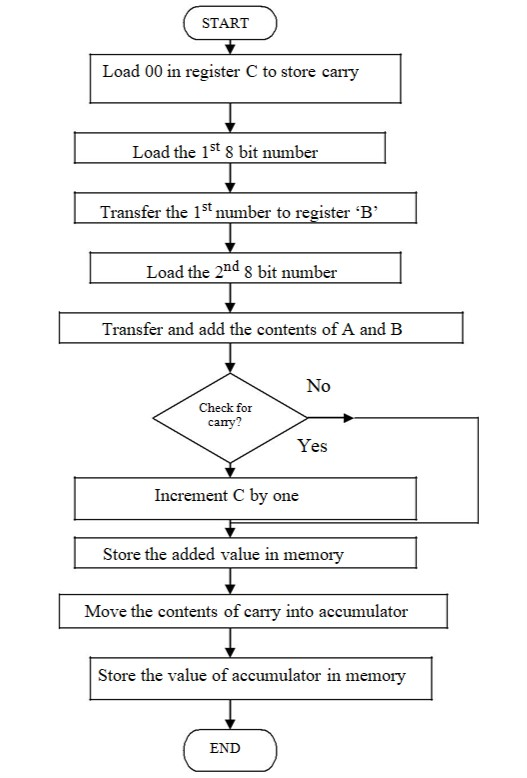 START
Load 00 in register C to store carry
Load the 1st 8 bit number
Transfer the 1st number to register ‘B’
Load the 2nd 8 bit number
Transfer and add the contents of A and B
No
Check for
carry?
Yes
Increment C by one
Store the added value in memory
Move the contents of carry into accumulator
Store the value of accumulator in memory
END